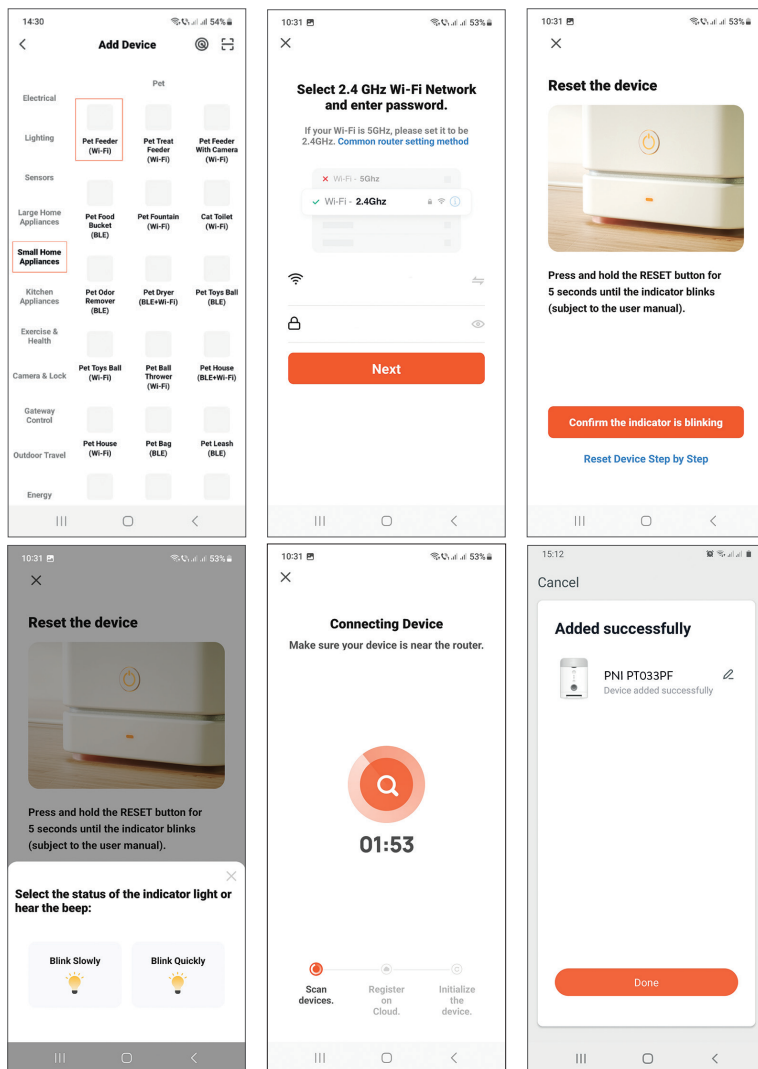 14:30
54%
Add Device
Pet
Electrical
Lighting
Sensors
Large Home
Appliances
Small Home
Appliances
Kitchen
Appliances
Exercise &
Health
Camera & Lock
Gateway
Control
Outdoor Travel
Energy
Pet Feeder
(Wi-Fi)
Pet Treat
Feeder
(Wi-Fi)
Pet Feeder
With Camera
(Wi-Fi)
Pet Food
Bucket
(BLE)
Pet Fountain
(Wi-Fi)
Cat Toilet
(Wi-Fi)
Pet Odor
Remover
(BLE)
Pet Dryer
(BLE+Wi-Fi)
Pet Toys Ball
(BLE)
Pet Toys Ball
(Wi-Fi)
Pet Ball
Thrower
(Wi-Fi)
Pet House
(BLE+Wi-Fi)
Pet House
(Wi-Fi)
Pet Bag
(BLE)
Pet Leash
(BLE)
10:31
53%
Select 2.4 GHz Wi-Fi Network
and enter password.
If your Wi-Fi is 5GHz, please set it to be
2.4GHz. Common router setting method
Wi-Fi - 5Ghz
Wi-Fi - 2.4Ghz
Next
10:31
53%
Reset the device
Press and hold the RESET button for
5 seconds until the indicator blinks
(subject to the user manual).
Confirm the indicator is blinking
Reset Device Step by Step
10:31
53%
Reset the device
Press and hold the RESET button for
5 seconds until the indicator blinks
(subject to the user manual).
Select the status of the indicator light or
hear the beep:
Blink Slowly
Blink Quickly
10:31
53%
Connecting Device
Make sure your device is near the router.
01:53
Scan
devices.
Register
on
Cloud.
Initialize
the
device.
15:12
Cancel
Added successfully
PNI PT033PF
Device added successfully
Done